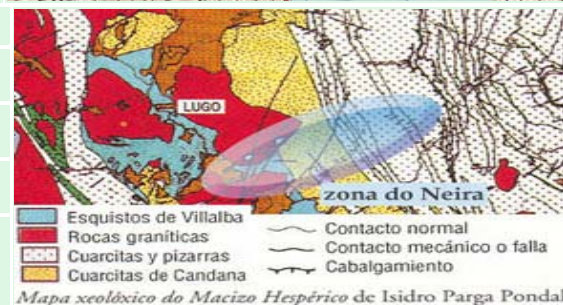 LUGO
zona do Neira
Esquistos de Villalba
Rocas graníticas
Cuarcitas y pizarras
Cuarcitas de Candana
Contacto normal
Contacto mecánico o falla
Cabalgamiento
Mapa xeolóxico do Macizo Hespérico de Isidro Parga Pondal